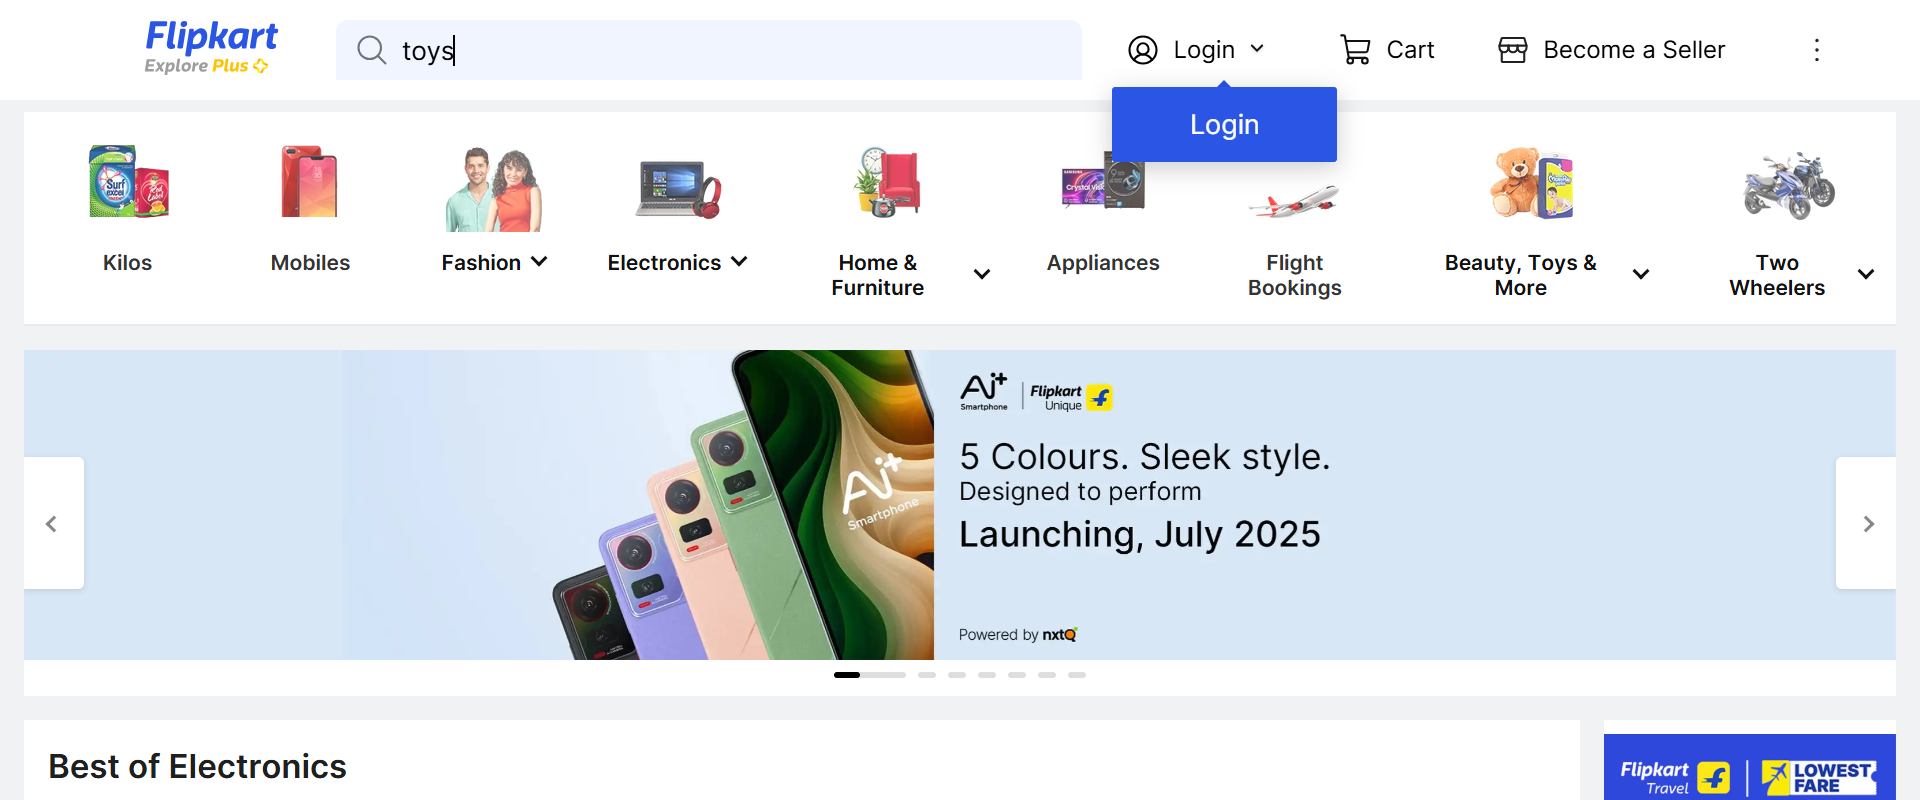 Flipkart
Explore Plus
toys
Login
Cart
Become a Seller
Login
Surf
excel
Red
Label
Crystal
Kilos
Mobiles
Fashion
Electronics
Home &
Furniture
Appliances
Flight
Bookings
Beauty, Toys &
More
Two
Wheelers
Ai+
Smartphone
Ai+
Smartphone
Flipkart
Unique
5 Colours. Sleek style.
Designed to perform
Launching, July 2025
Powered by nxtQ
Best of Electronics
Flipkart
Travel
LOWEST
FARE